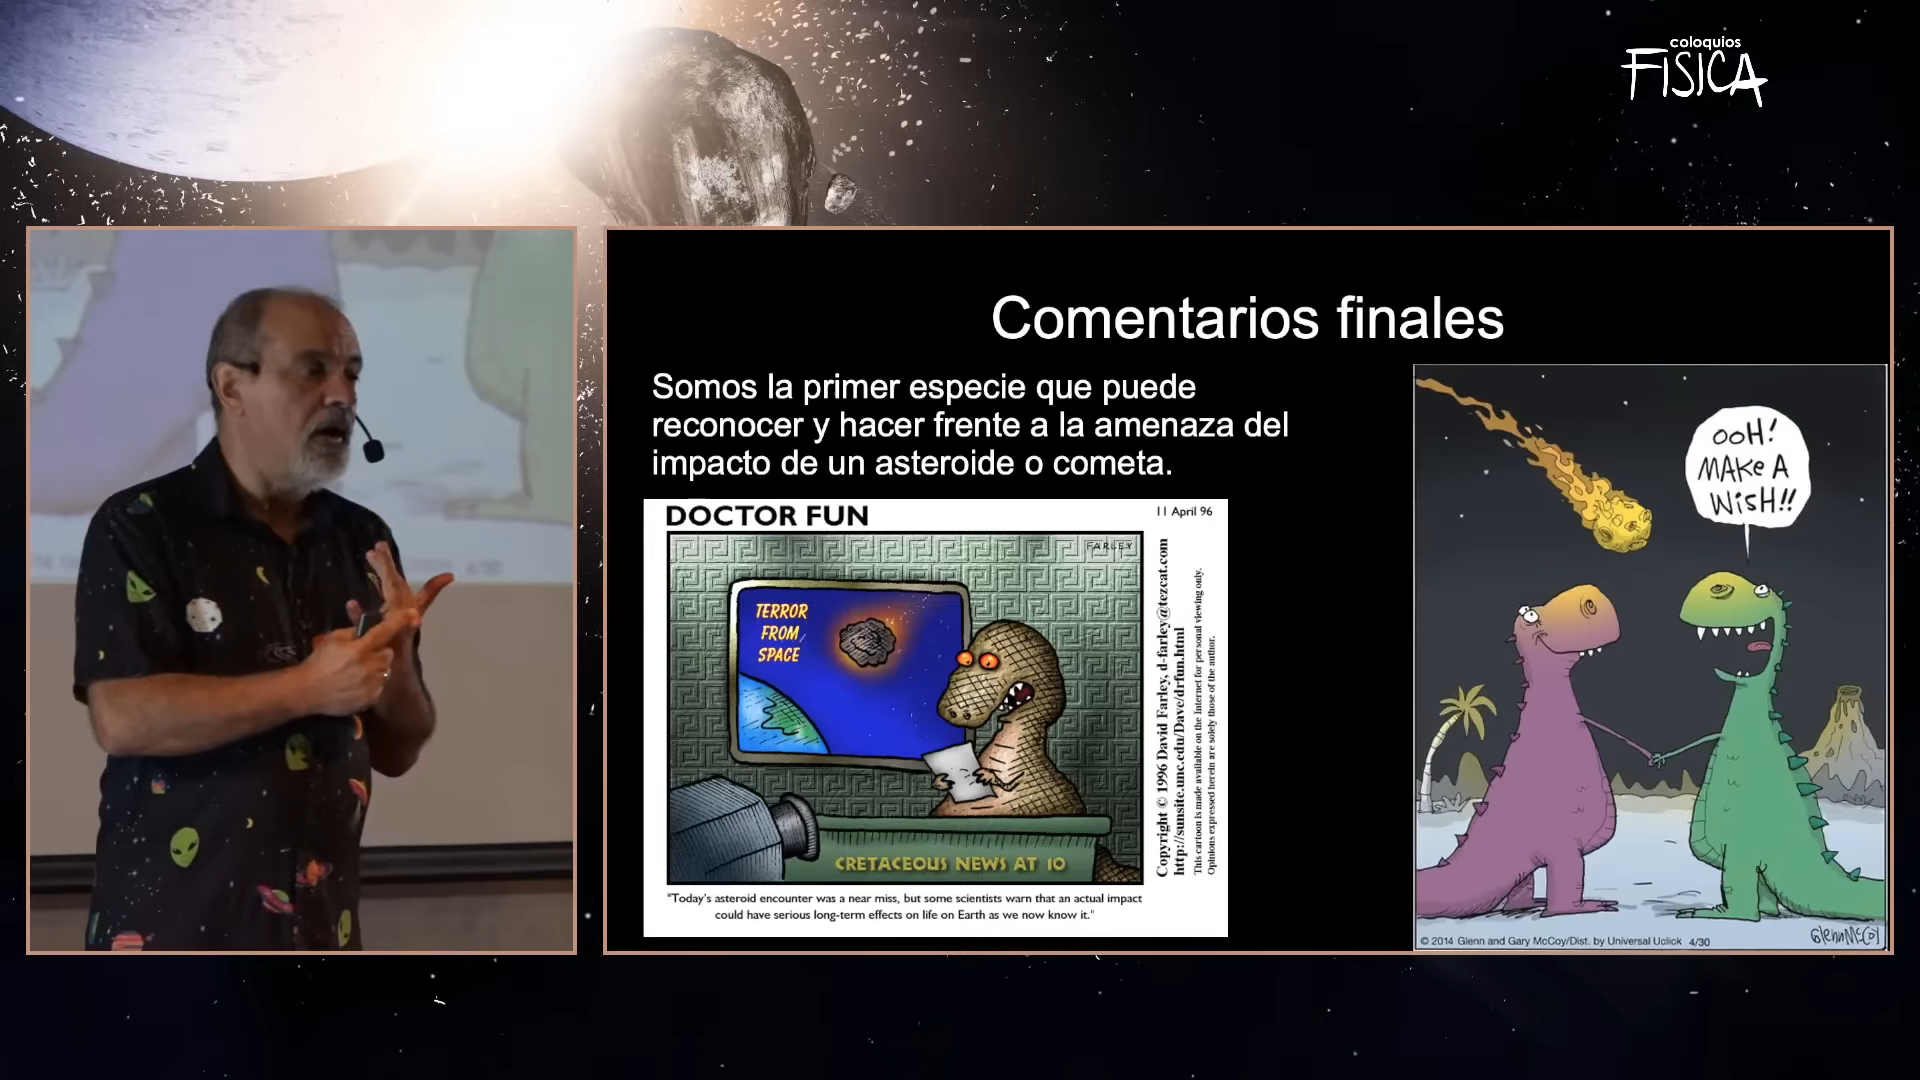 coloquios
FISICA
Comentarios finales
Somos la primer especie que puede
reconocer y hacer frente a la amenaza del
impacto de un asteroide o cometa.
DOCTOR FUN
11 April 96
FARLEY
TERROR
FROM
SPACE
CRETACEOUS NEWS AT 10
Copyright © 1996 David Farley, d-farley@tezcat.com
http://sunsite.unc.edu/Dave/drfun.html
This cartoon is made available on the Internet for personal viewing only.
Opinions expressed herein are solely those of the author.
"Today's asteroid encounter was a near miss, but some scientists warn that an actual impact
could have serious long-term effects on life on Earth as we now know it."
OOH!
MAKE A
WISH!!
© 2014 Glenn and Gary McCoy/Dist. by Universal Uclick 4/30
Glenn McCoy